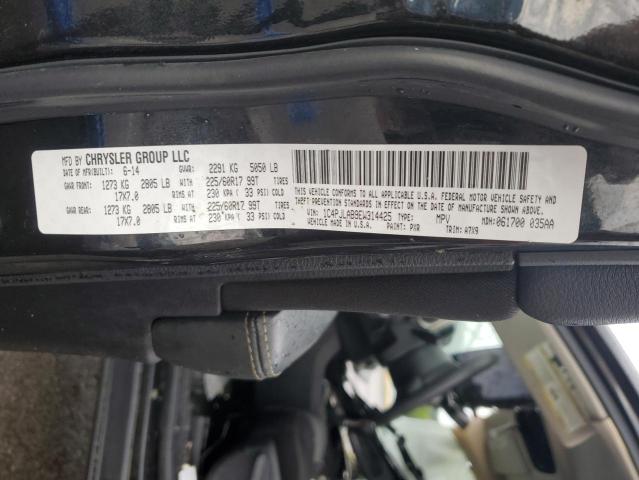 MFD BY CHRYSLER GROUP LLC
DATE OF MFR(BUILT): 6-14 GVWR: 2291 KG 5050 LB
GAWR FRONT: 1273 KG 2805 LB WITH 225/60R17 99T TIRES
17X7.0 RIMS AT 230 KPA ( 33 PSI) COLD
GAWR REAR: 1273 KG 2805 LB WITH 225/60R17 99T TIRES
17X7.0 RIMS AT 230 KPA ( 33 PSI) COLD
THIS VEHICLE CONFORMS TO ALL APPLICABLE U.S.A. FEDERAL MOTOR VEHICLE SAFETY AND
THEFT PREVENTION STANDARDS IN EFFECT ON THE DATE OF MANUFACTURE SHOWN ABOVE.
VIN: 1C4PJLAB9EW314425 TYPE: MPV MDH:061700 035AA
VEHICLE MADE IN U.S.A. PAINT: PXR TRIM: A7X9